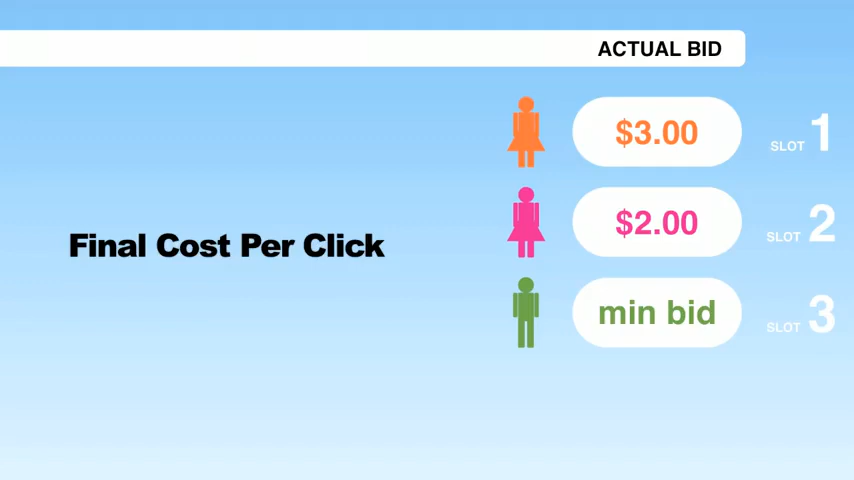 ACTUAL BID
$3.00
SLOT 1
$2.00
SLOT 2
Final Cost Per Click
min bid
SLOT 3